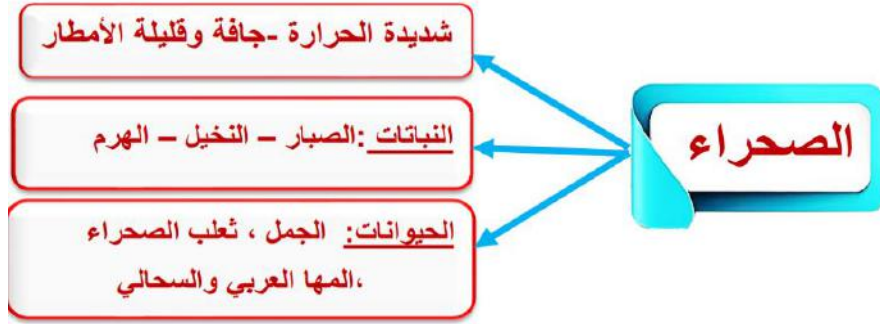 الصحراء
شديدة الحرارة -جافة وقليلة الأمطار
النباتات :الصبار – النخيل – الهرم
الحيوانات: الجمل ، ثعلب الصحراء
،المها العربي والسحالي